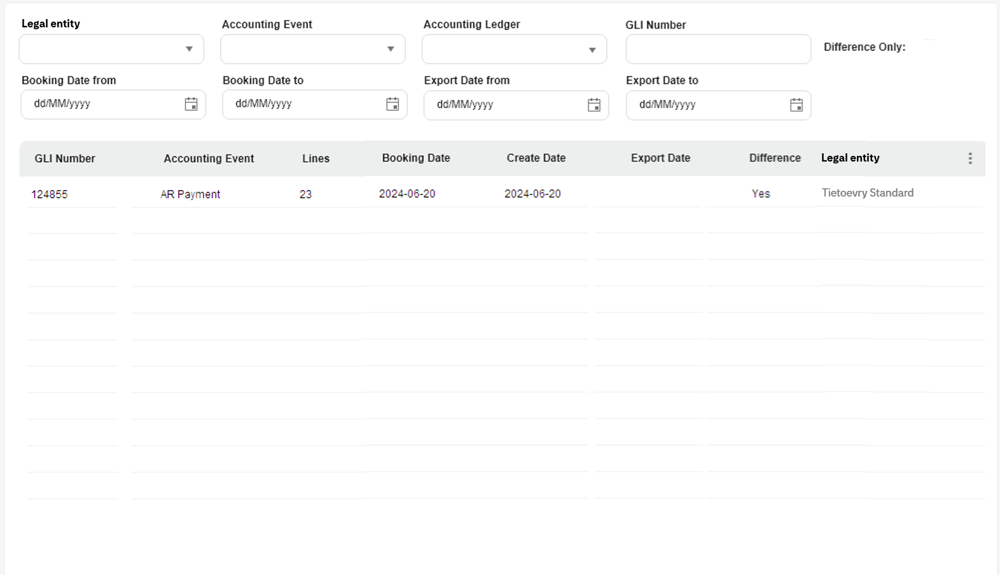 Legal entity Accounting Event Accounting Ledger GLI Number
Difference Only:
Booking Date from Booking Date to Export Date from Export Date to
dd/MM/yyyy dd/MM/yyyy dd/MM/yyyy dd/MM/yyyy
GLI Number Accounting Event Lines Booking Date Create Date Export Date Difference Legal entity
124855 AR Payment 23 2024-06-20 2024-06-20 Yes Tietoevry Standard